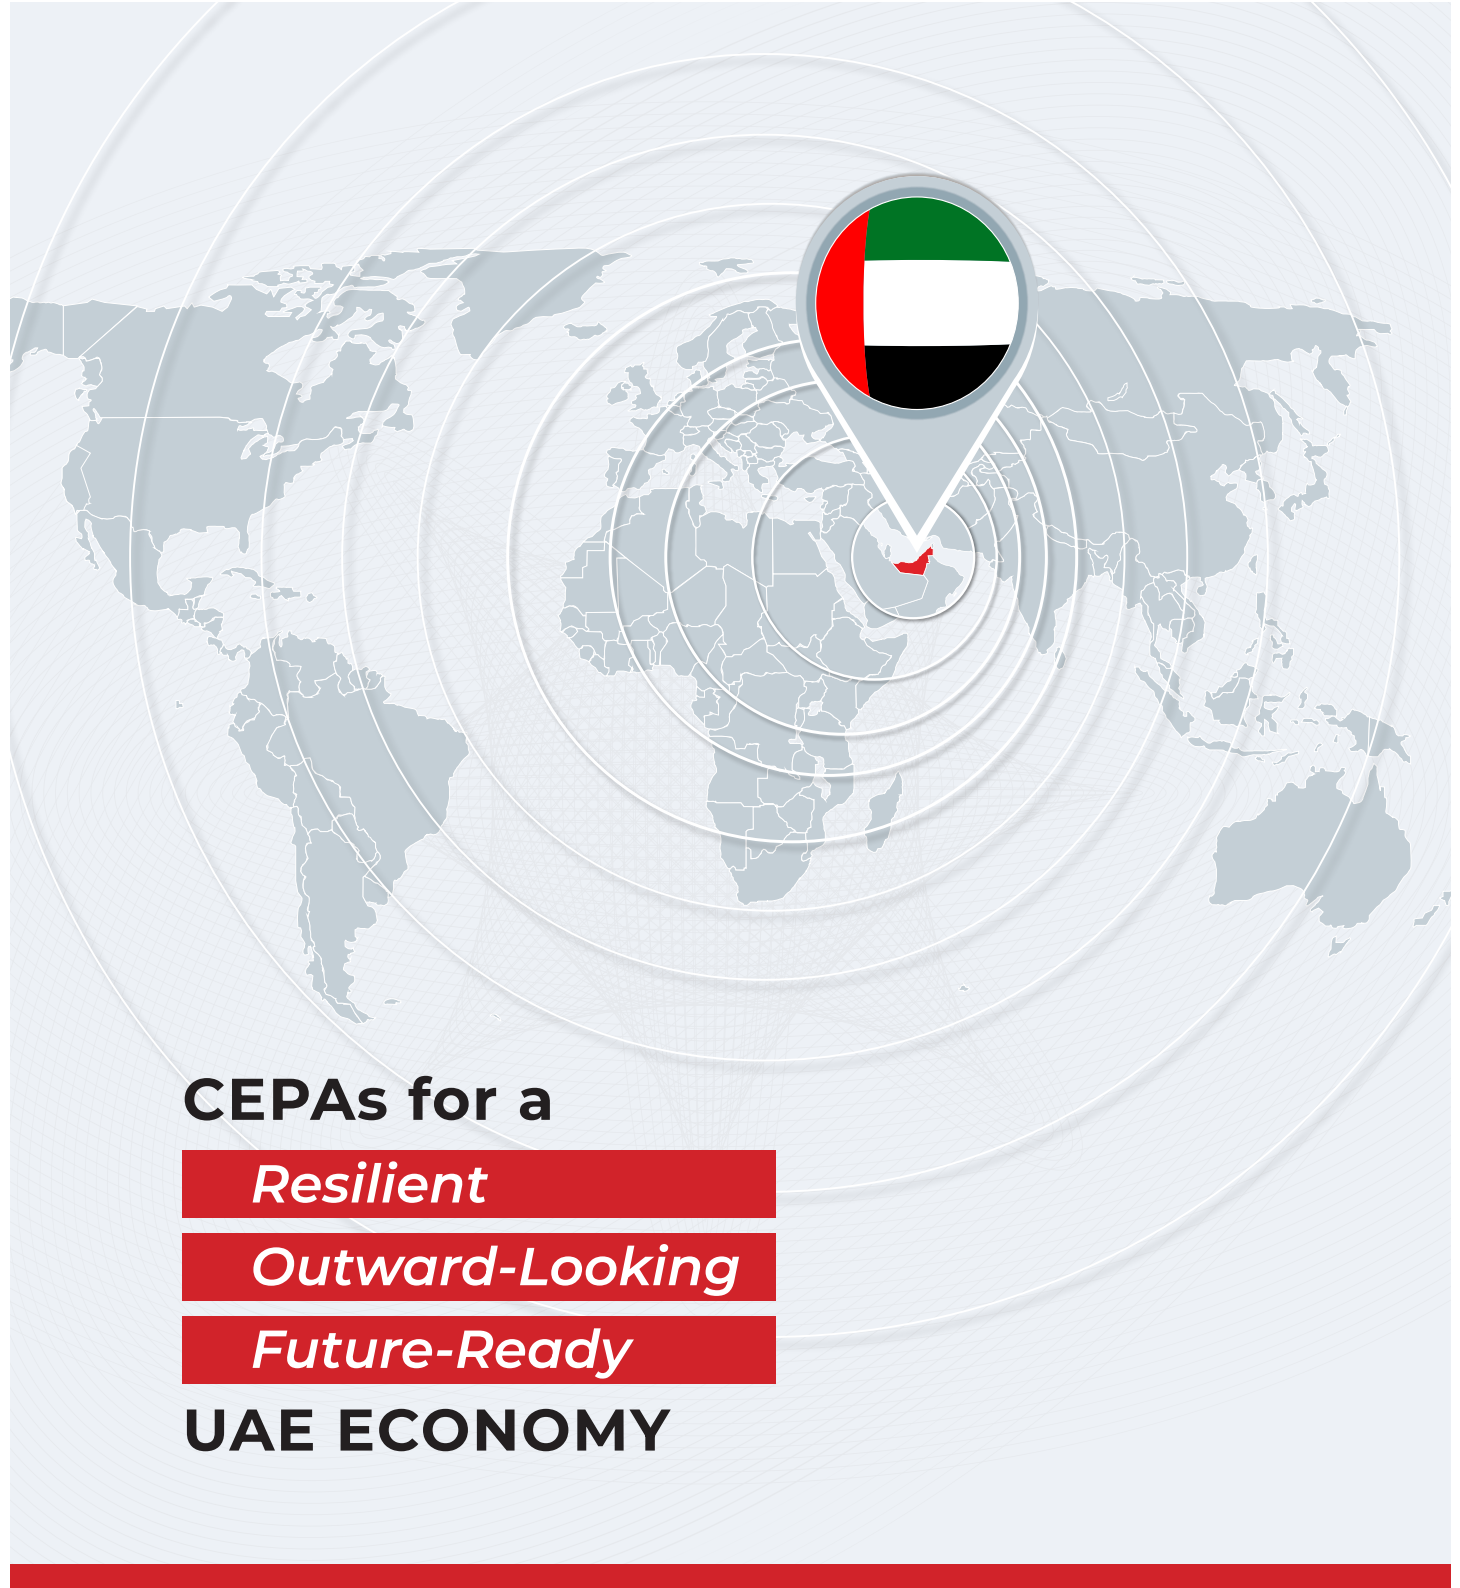 CEPAs for a
Resilient
Outward-Looking
Future-Ready
UAE ECONOMY